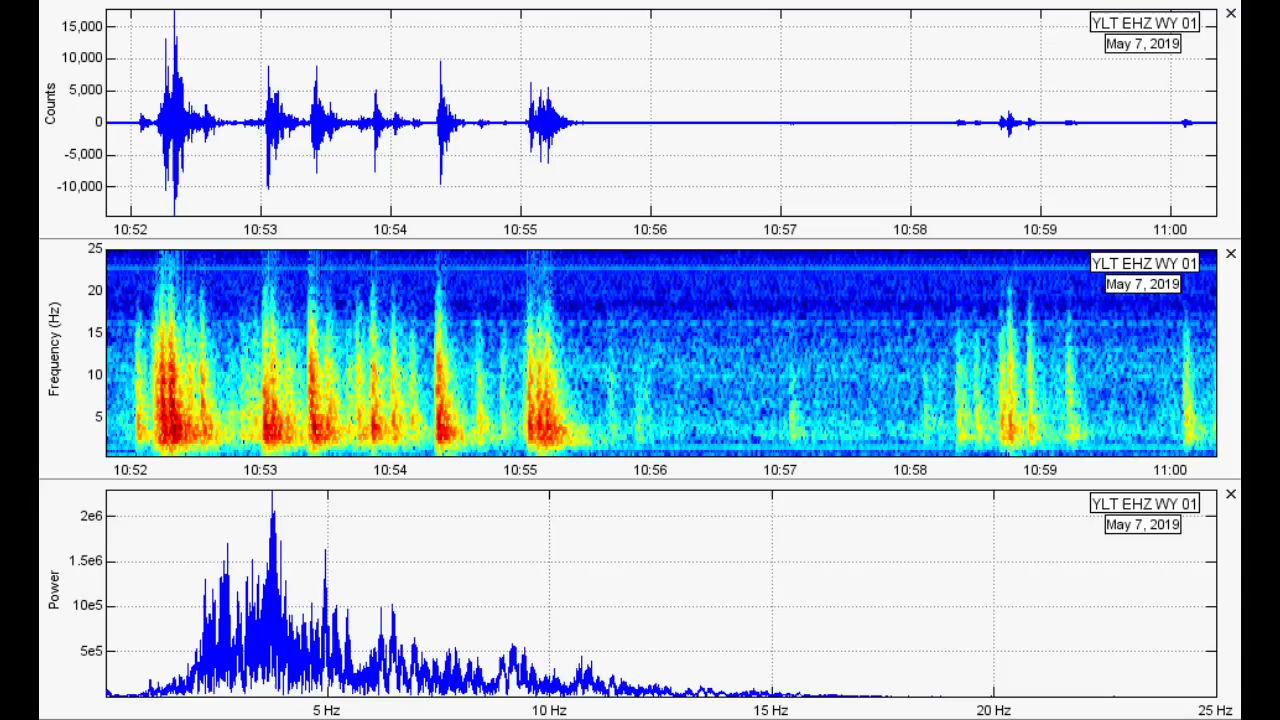 15,000
10,000
5,000
0
-5,000
-10,000
Counts
YLT EHZ WY 01
May 7, 2019
10:52 10:53 10:54 10:55 10:56 10:57 10:58 10:59 11:00
25
20
15
10
5
Frequency (Hz)
YLT EHZ WY 01
May 7, 2019
10:52 10:53 10:54 10:55 10:56 10:57 10:58 10:59 11:00
2e6
1.5e6
10e5
5e5
Power
YLT EHZ WY 01
May 7, 2019
5 Hz 10 Hz 15 Hz 20 Hz 25 Hz